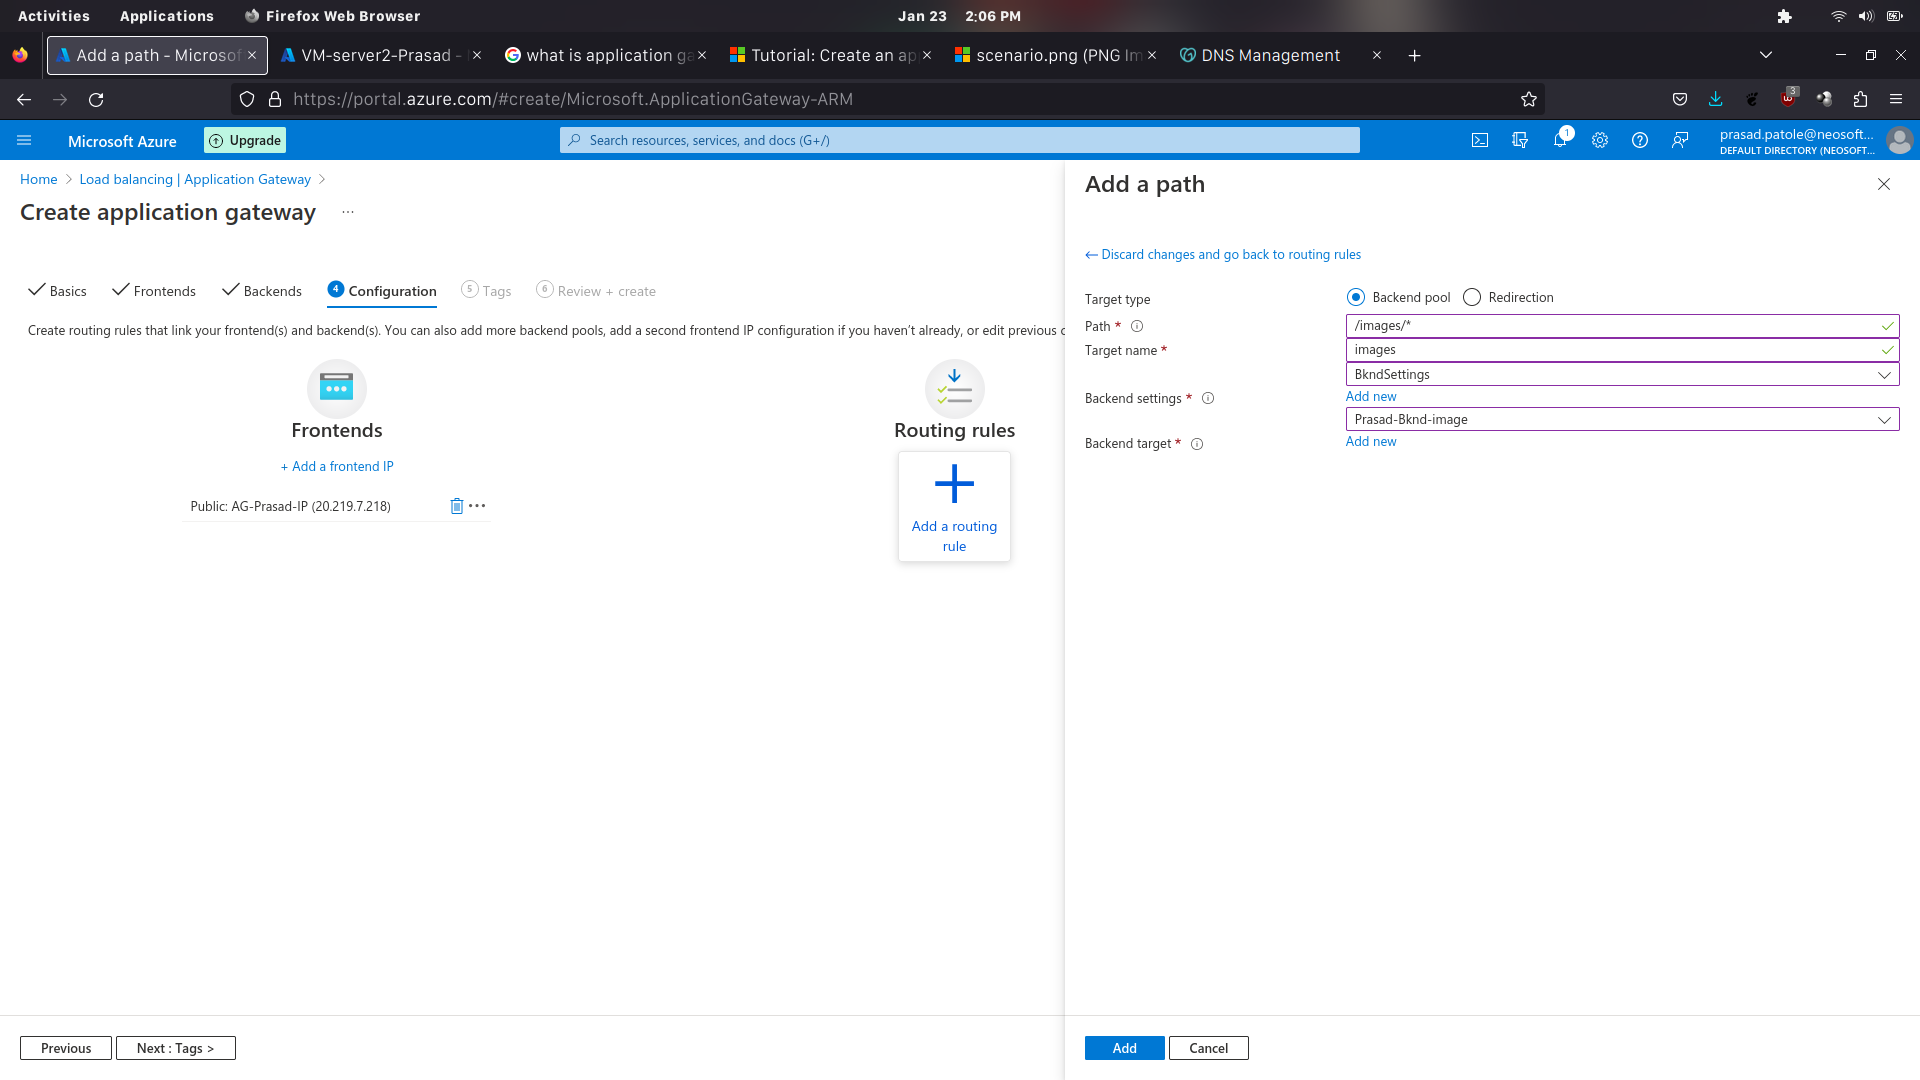 Activities Applications Firefox Web Browser Jan 23 2:06 PM
Add a path - Microsof VM-server2-Prasad - what is application ga Tutorial: Create an ap scenario.png (PNG Im DNS Management
https://portal.azure.com/#create/Microsoft.ApplicationGateway-ARM 3
Microsoft Azure Upgrade Search resources, services, and docs (G+/) 1 prasad.patole@neosoft...
DEFAULT DIRECTORY (NEOSOFT...
Home > Load balancing | Application Gateway >
Create application gateway ...
Basics Frontends Backends 4 Configuration 5 Tags 6 Review + create
Create routing rules that link your frontend(s) and backend(s). You can also add more backend pools, add a second frontend IP configuration if you haven't already, or edit previous c
Frontends
+ Add a frontend IP
Public: AG-Prasad-IP (20.219.7.218)
Routing rules
Add a routing
rule
Previous Next : Tags >
Add a path
← Discard changes and go back to routing rules
Target type Backend pool Redirection
Path * /images/*
Target name * images
BkndSettings
Backend settings * Add new
Prasad-Bknd-image
Backend target * Add new
Add Cancel